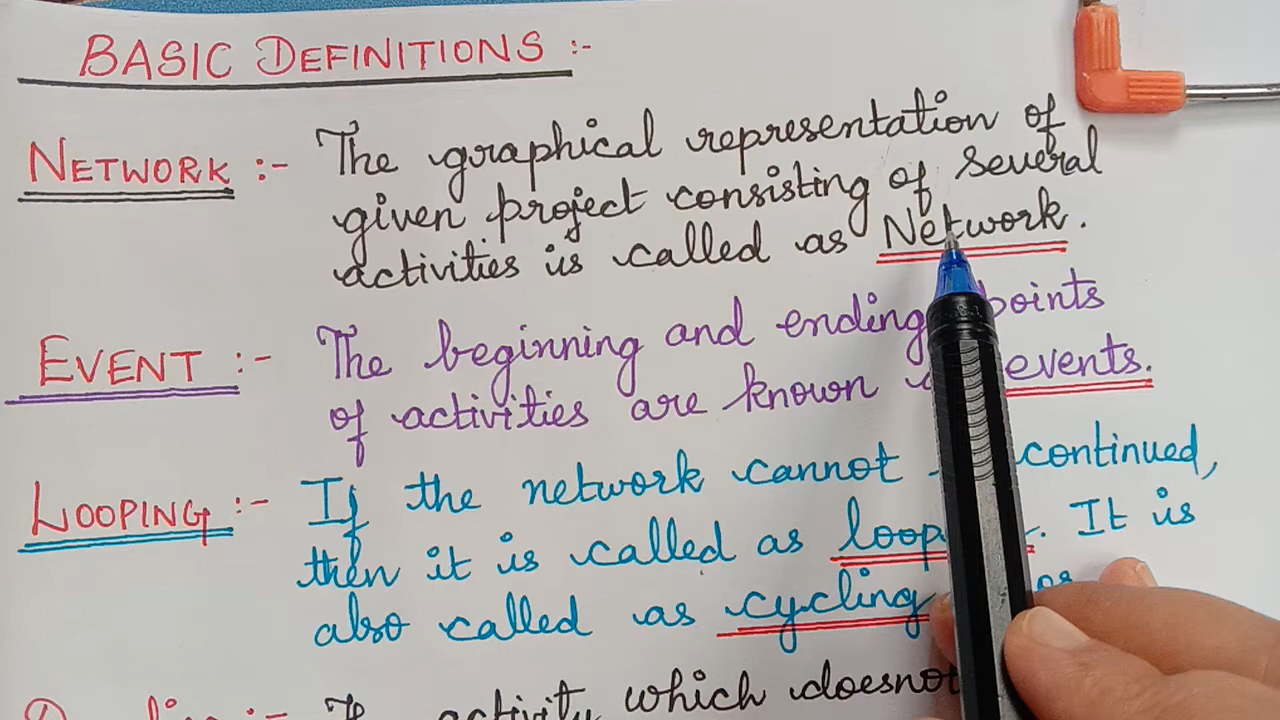 BASIC DEFINITIONS :-
NETWORK :- The graphical representation of
given project consisting of several
activities is called as Network.
EVENT :- The beginning and ending points
of activities are known events.
LOOPING :- If the network cannot continued,
then it is called as . It is
also called as cycling
:- activity which doesnot